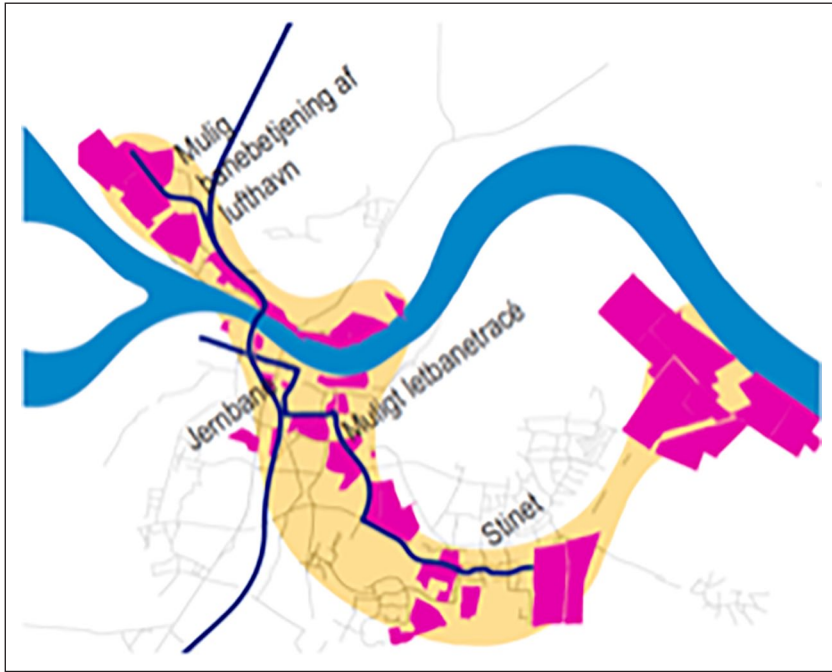 Mulig
banebetjening af
lufthavn
Jernbane
Muligt letbanetracé
Stinet